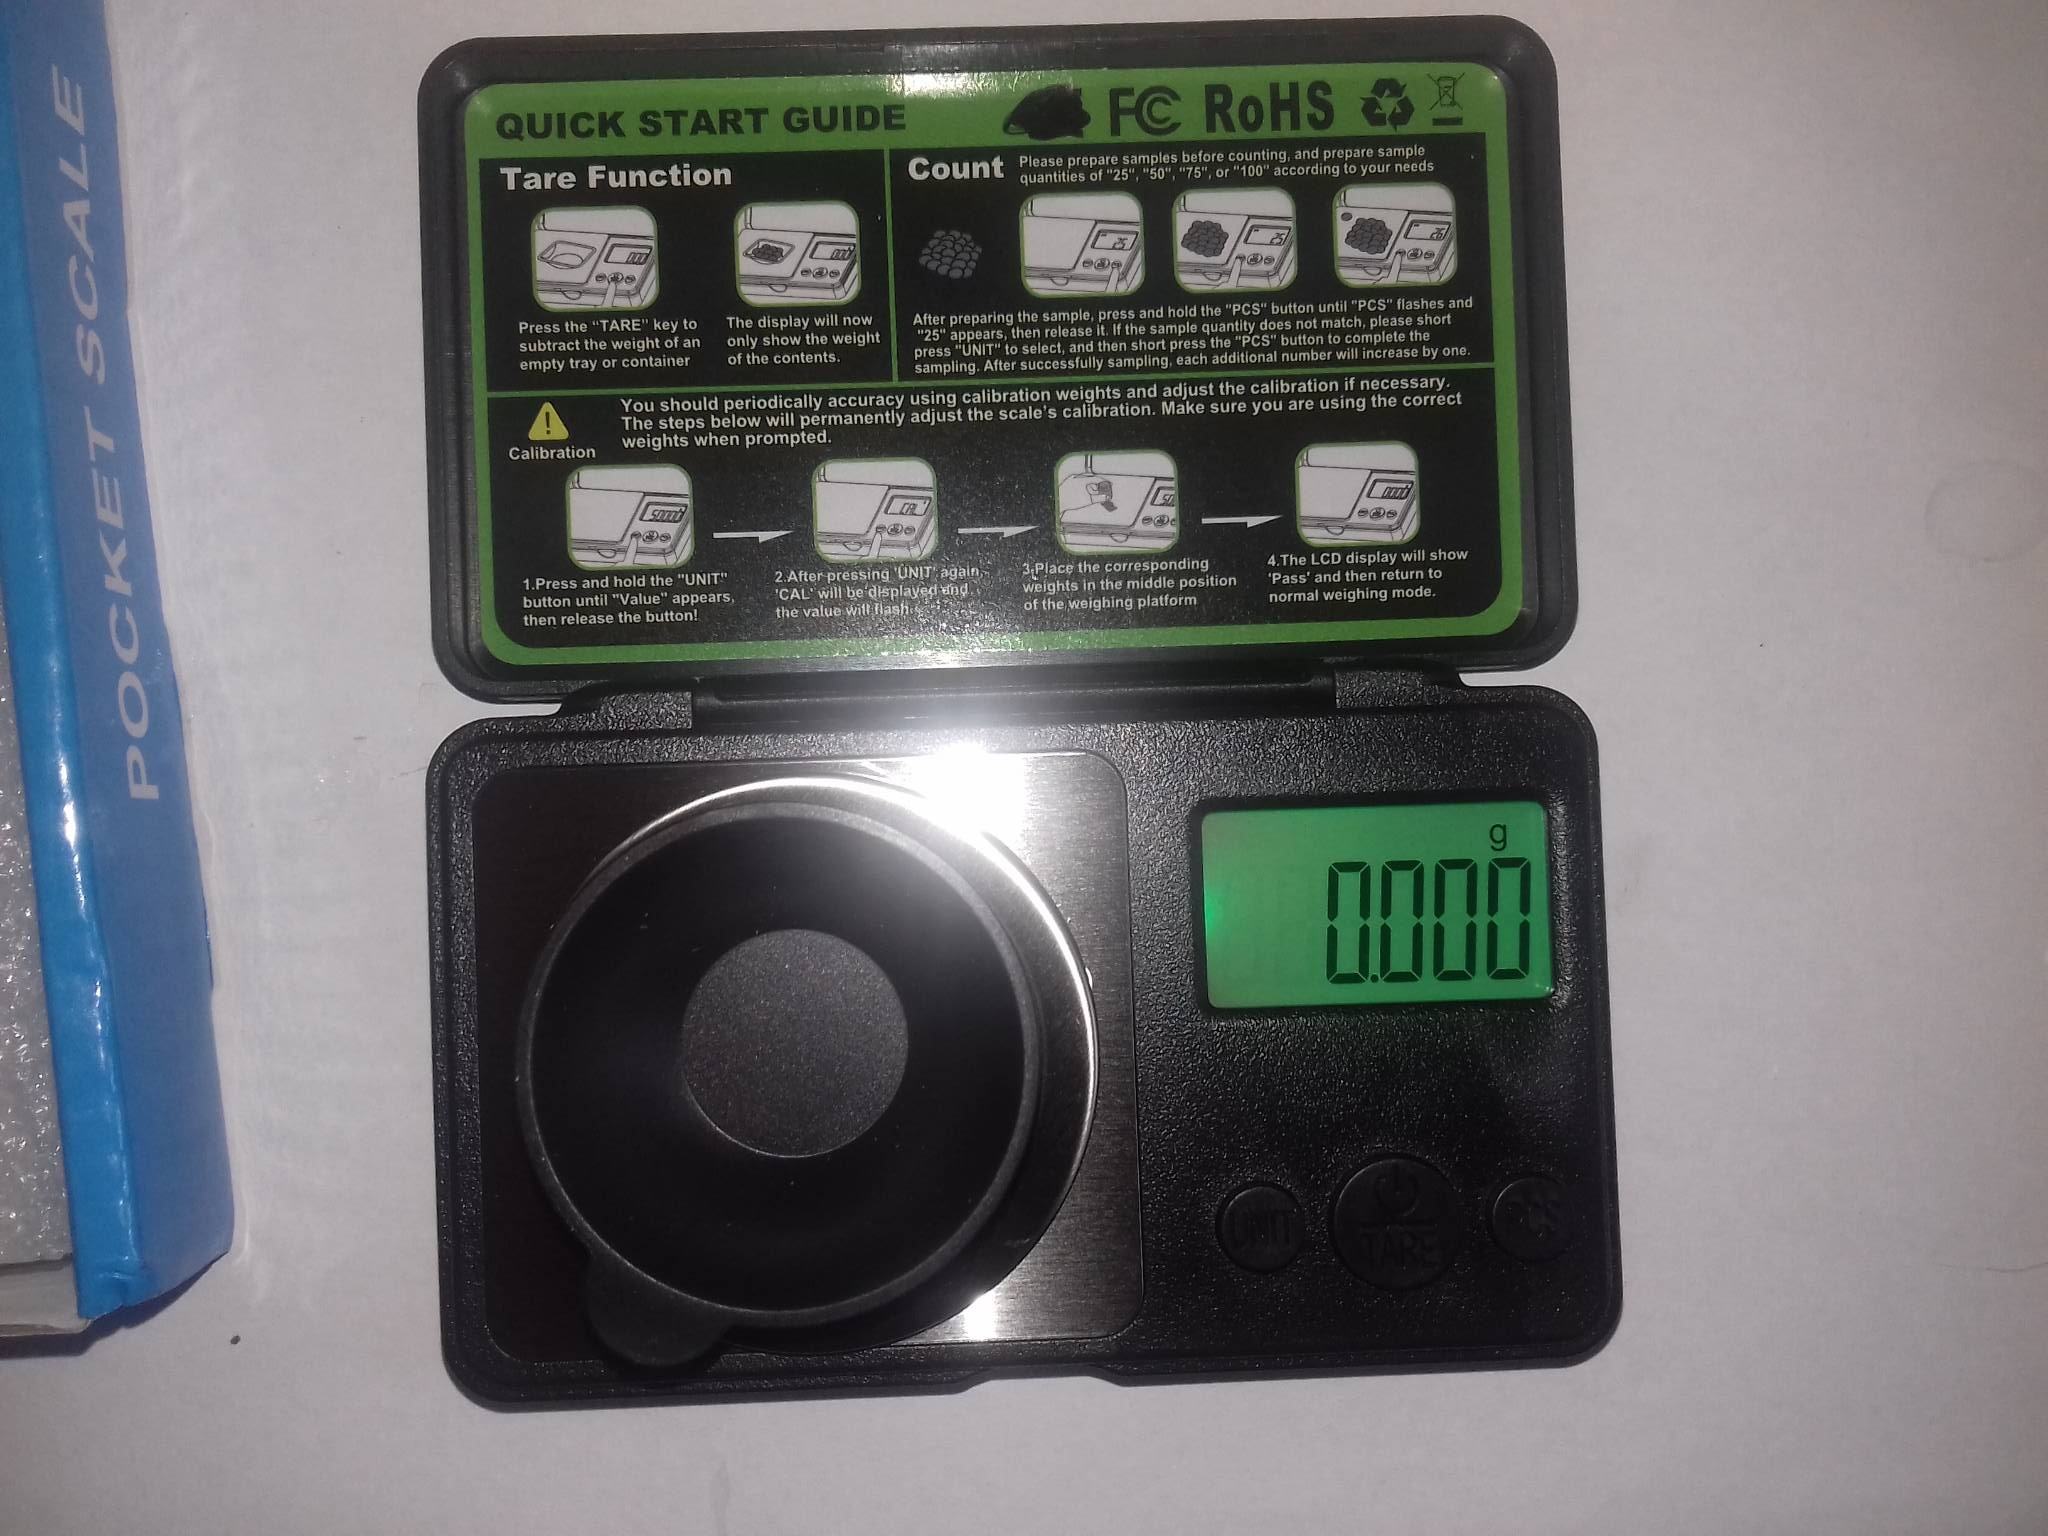 POCKET SCALE
QUICK START GUIDE
FC RoHS
Tare Function
Press the "TARE" key to
subtract the weight of an
empty tray or container
The display will now
only show the weight
of the contents.
Count
Please prepare samples before counting, and prepare sample
quantities of "25", "50", "75", or "100" according to your needs
25
25
26
After preparing the sample, press and hold the "PCS" button until "PCS" flashes and
"25" appears, then release it. If the sample quantity does not match, please short
press "UNIT" to select, and then short press the "PCS" button to complete the
sampling. After successfully sampling, each additional number will increase by one.
Calibration
You should periodically accuracy using calibration weights and adjust the calibration if necessary.
The steps below will permanently adjust the scale's calibration. Make sure you are using the correct
weights when prompted.
CAL
1.Press and hold the "UNIT"
button until "Value" appears,
then release the button!
2.After pressing 'UNIT' again,
'CAL' will be displayed and
the value will flash.
3.Place the corresponding
weights in the middle position
of the weighing platform
4.The LCD display will show
'Pass' and then return to
normal weighing mode.
g
0.000
UNIT
TARE
PCS